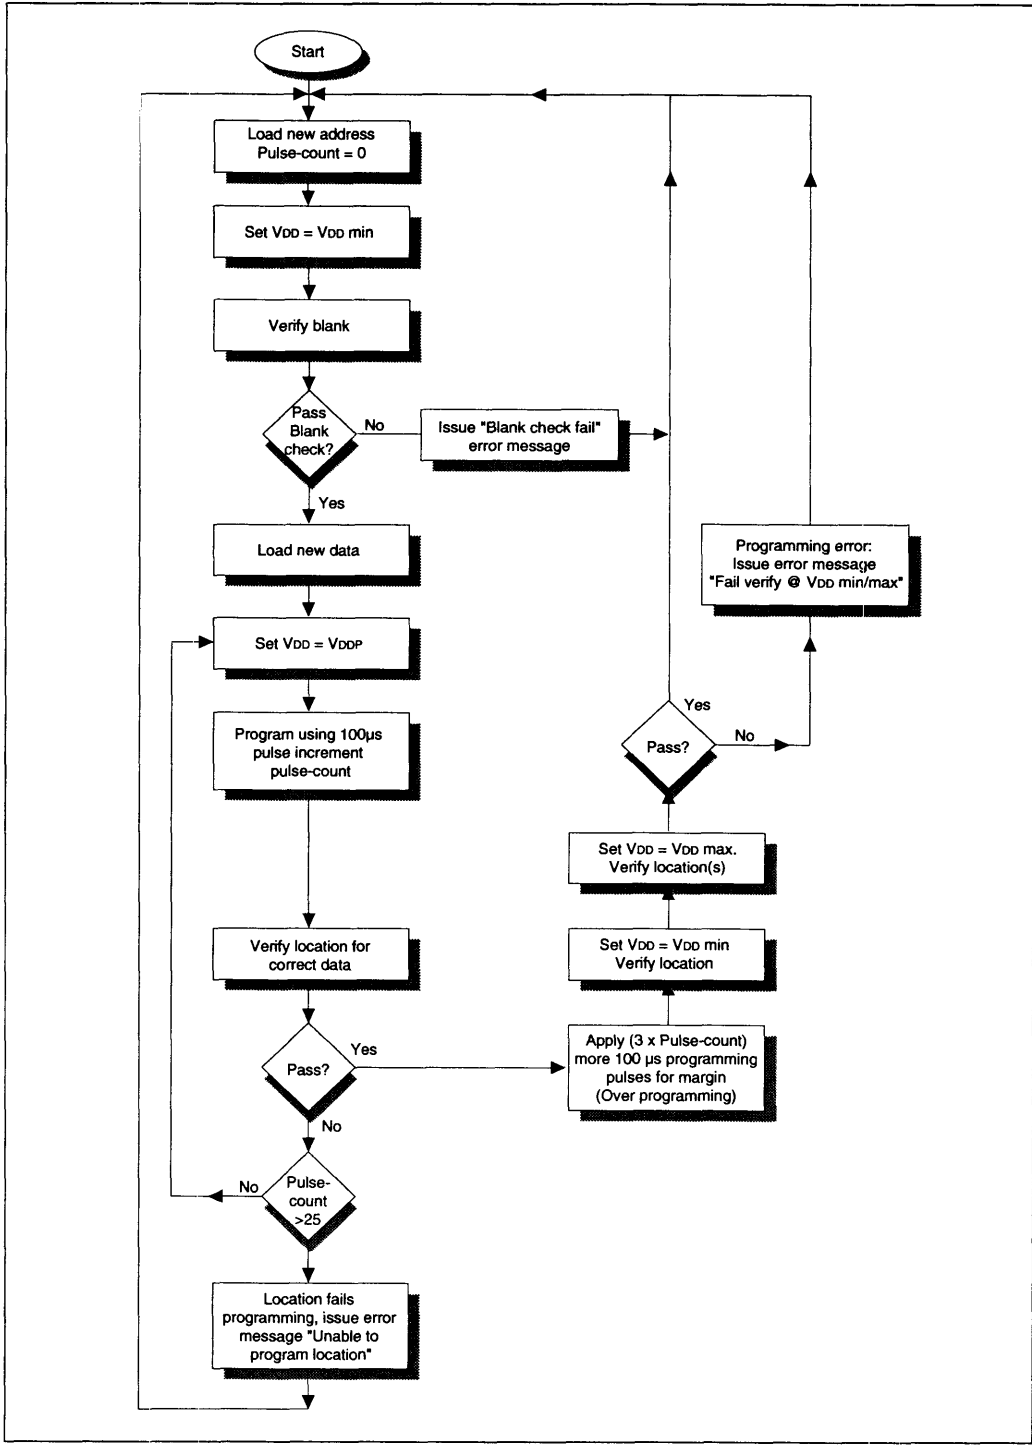 Start
Load new address
Pulse-count = 0
Set VDD = VDD min
Verify blank
Pass
Blank
check?
No
Issue "Blank check fail"
error message
Yes
Load new data
Programming error:
Issue error message
"Fail verify @ VDD min/max"
Set VDD = VDDP
Program using 100µs
pulse increment
pulse-count
Yes
Pass?
No
Set VDD = VDD max.
Verify location(s)
Set VDD = VDD min
Verify location
Verify location for
correct data
Pass?
Yes
Apply (3 x Pulse-count)
more 100 µs programming
pulses for margin
(Over programming)
No
Pulse-
count
>25
No
Location fails
programming, issue error
message "Unable to
program location"